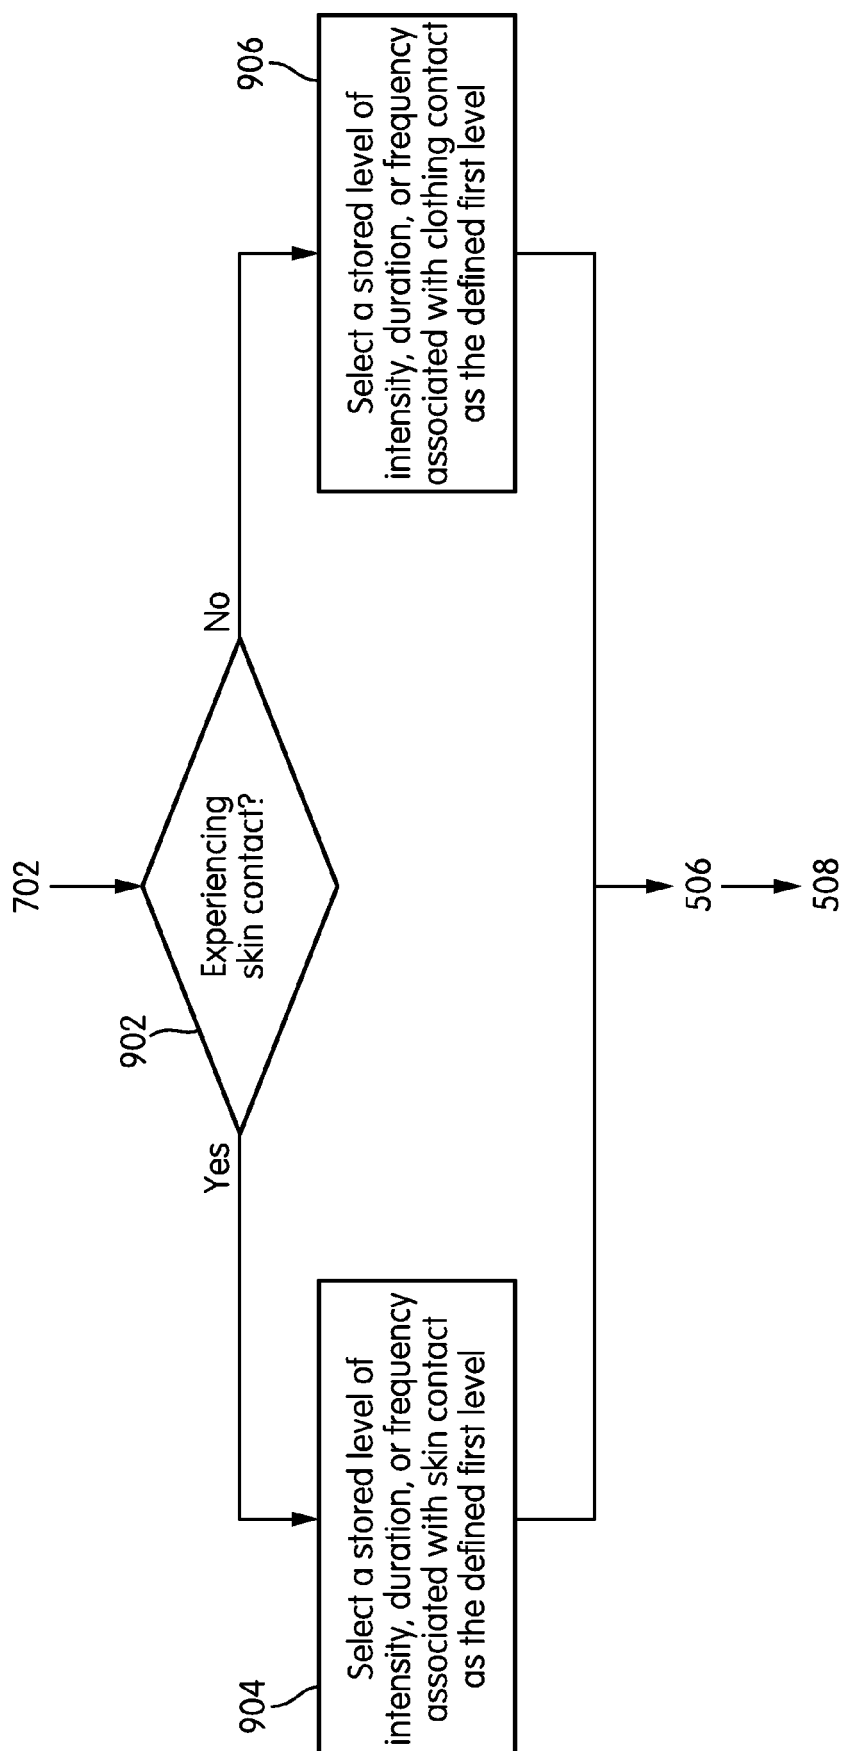 702
902
Experiencing
skin contact?
Yes
No
904
Select a stored level of
intensity, duration, or frequency
associated with skin contact
as the defined first level
906
Select a stored level of
intensity, duration, or frequency
associated with clothing contact
as the defined first level
506
508